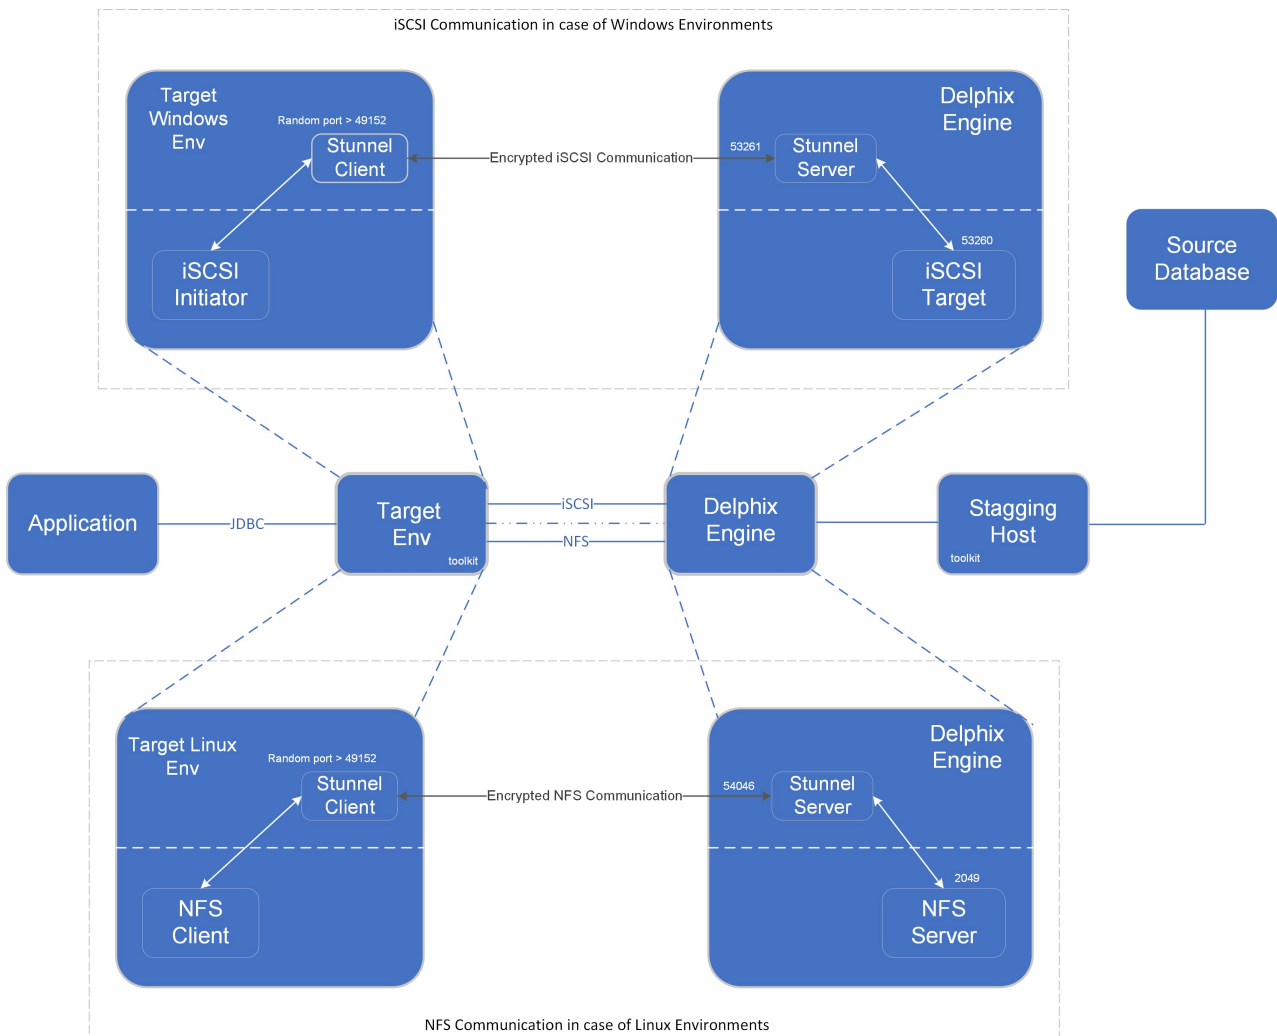 iSCSI Communication in case of Windows Environments
Target
Windows
Env
Random port > 49152
Stunnel
Client
Encrypted iSCSI Communication
53261
Stunnel
Server
Delphix
Engine
iSCSI
Initiator
53260
iSCSI
Target
Source
Database
Application
JDBC
Target
Env
toolkit
iSCSI
NFS
Delphix
Engine
Stagging
Host
toolkit
Target Linux
Env
Random port > 49152
Stunnel
Client
Encrypted NFS Communication
54046
Stunnel
Server
Delphix
Engine
NFS
Client
2049
NFS
Server
NFS Communication in case of Linux Environments